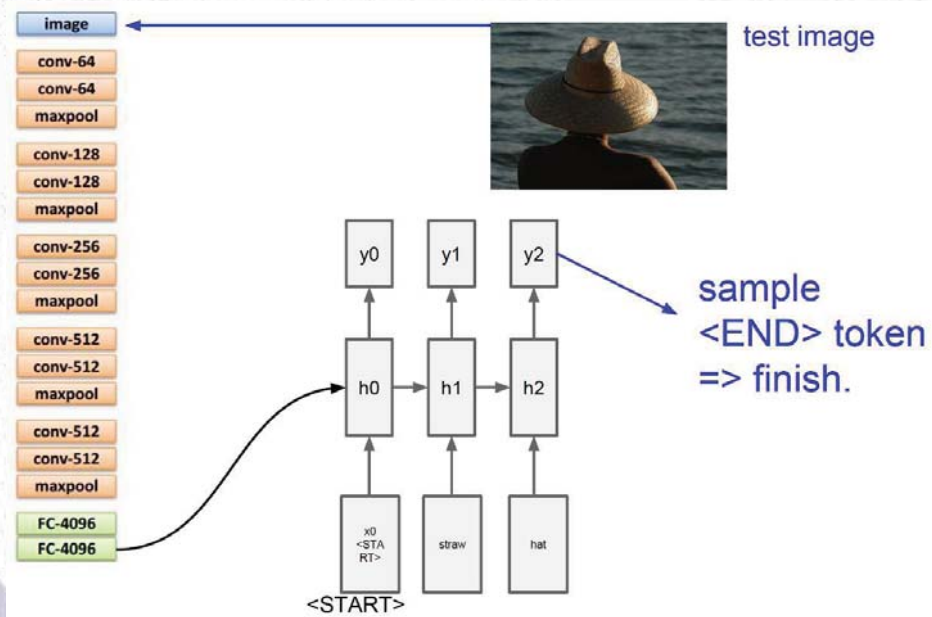 image
test image
conv-64
conv-64
maxpool
conv-128
conv-128
maxpool
conv-256
conv-256
maxpool
conv-512
conv-512
maxpool
conv-512
conv-512
maxpool
FC-4096
FC-4096
y0
y1
y2
sample
<END> token
=> finish.
h0
h1
h2
x0
<STA
RT>
straw
hat
<START>